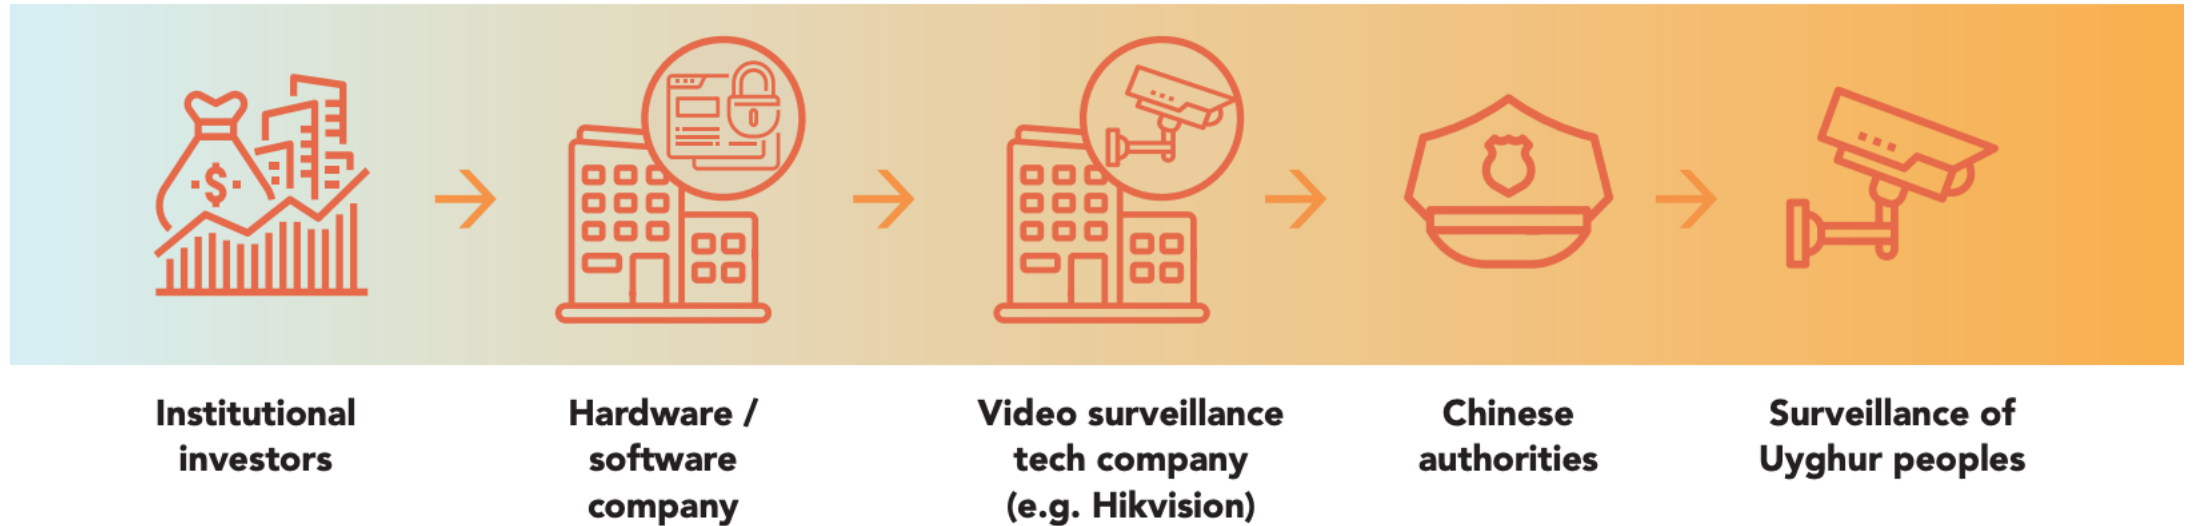 $
Institutional
investors
Hardware /
software
company
Video surveillance
tech company
(e.g. Hikvision)
Chinese
authorities
Surveillance of
Uyghur peoples